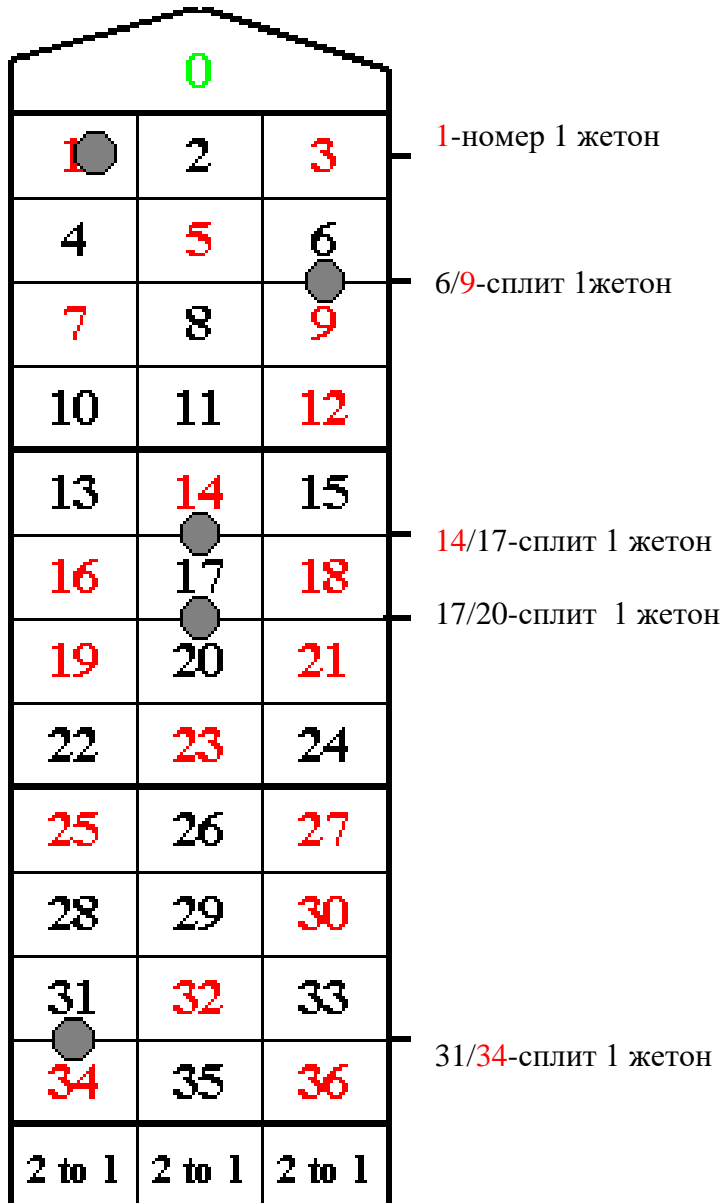 0
1 2 3
1-номер 1 жетон
4 5 6
6/9-сплит 1жетон
7 8 9
10 11 12
13 14 15
14/17-сплит 1 жетон
16 17 18
17/20-сплит 1 жетон
19 20 21
22 23 24
25 26 27
28 29 30
31 32 33
31/34-сплит 1 жетон
34 35 36
2 to 1 2 to 1 2 to 1